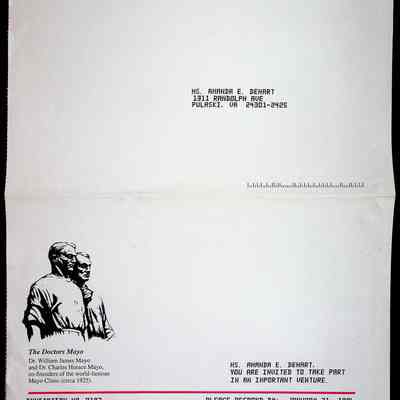 MS. AMANDA E. DEHART
1311 RANDOLPH AVE
PULASKI, VA 24301-2425
The Doctors Mayo
Dr. William James Mayo
and Dr. Charles Horace Mayo,
co-founders of the world-famous
Mayo Clinic (circa 1925).
MS. AMANDA E. DEHART,
YOU ARE INVITED TO TAKE PART
IN AN IMPORTANT VENTURE.
PLEASE RESPOND BY: